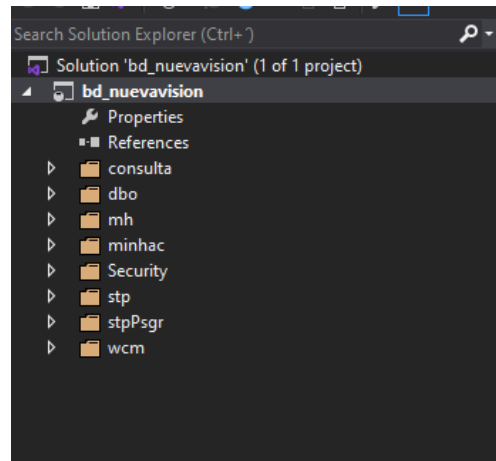 Search Solution Explorer (Ctrl+´)
Solution 'bd_nuevavision' (1 of 1 project)
bd_nuevavision
Properties
References
consulta
dbo
mh
minhac
Security
stp
stpPsgr
wcm